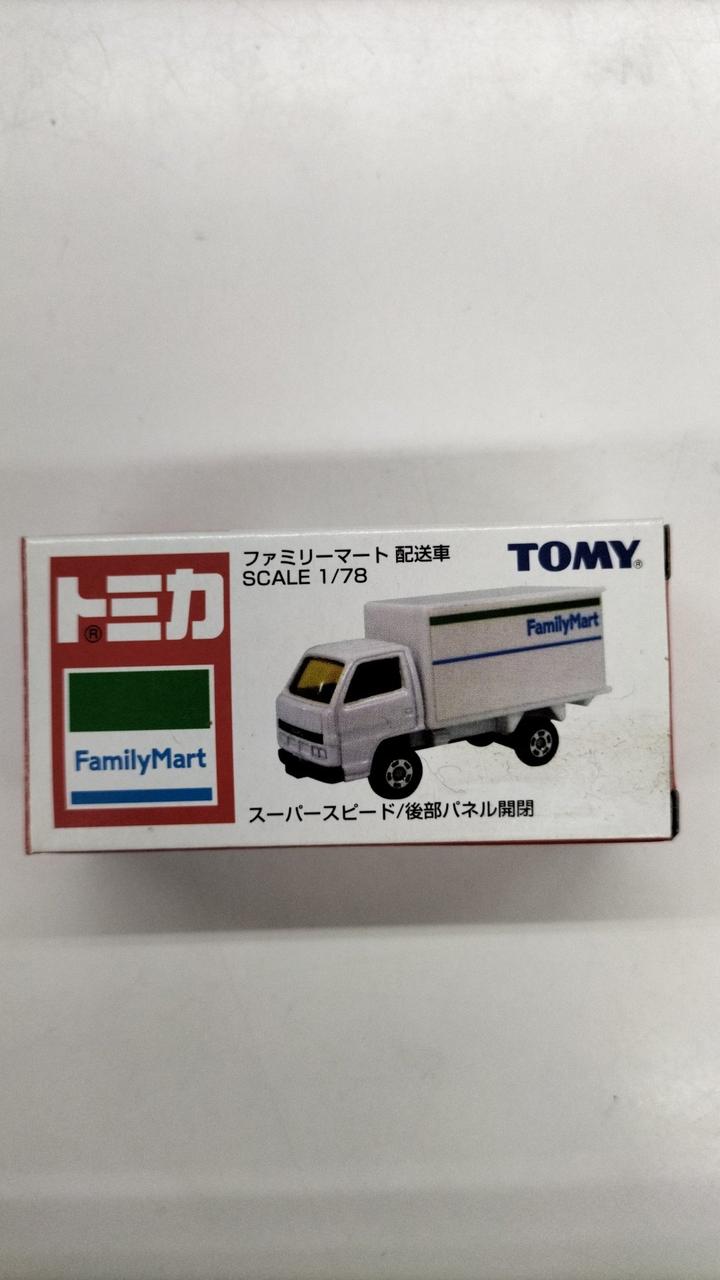 トミカ®
FamilyMart
ファミリーマート 配送車
SCALE 1/78
TOMY®
FamilyMart
スーパースピード/後部パネル開閉